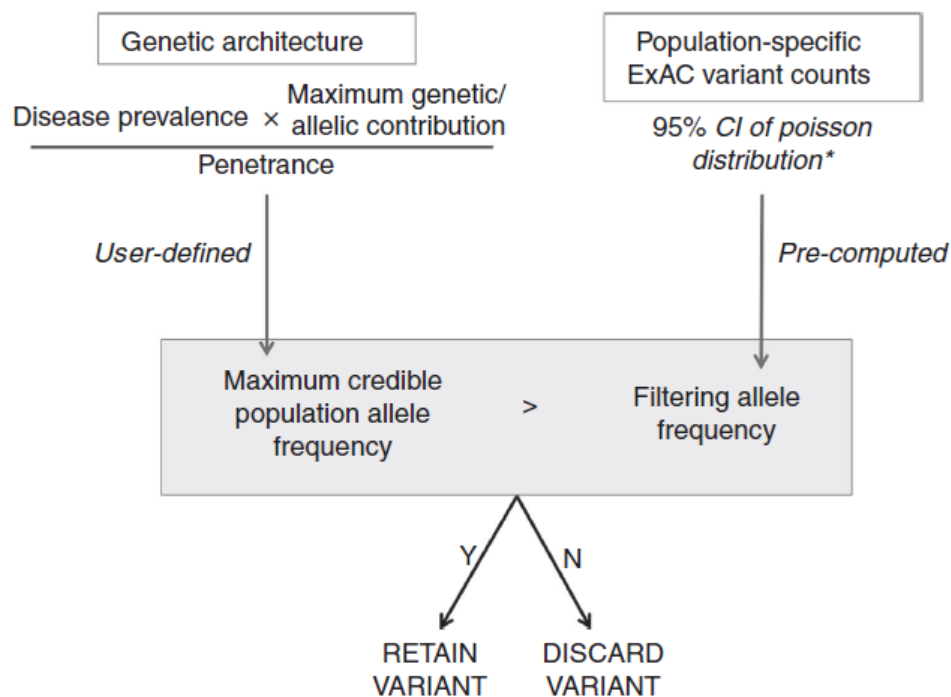 Genetic architecture
Disease prevalence × Maximum genetic/
allelic contribution
Penetrance
User-defined
Population-specific
ExAC variant counts
95% CI of poisson
distribution*
Pre-computed
Maximum credible
population allele
frequency
>
Filtering allele
frequency
Y
N
RETAIN
VARIANT
DISCARD
VARIANT